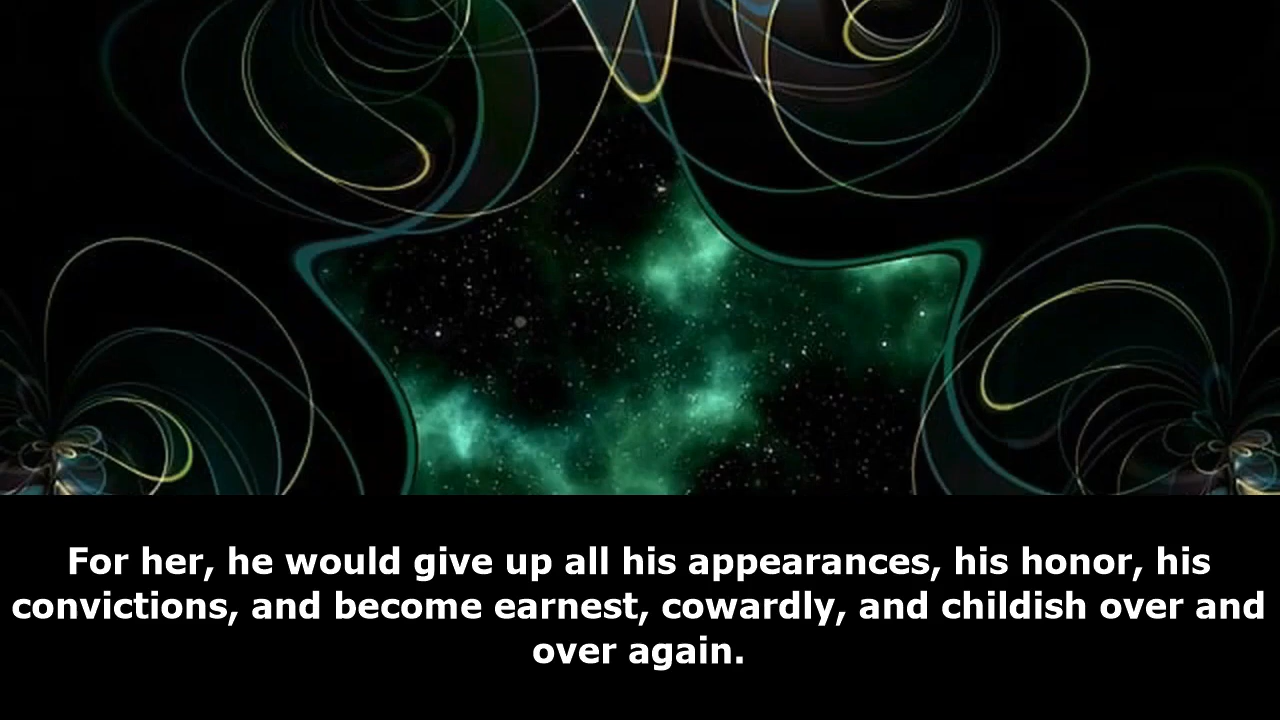 For her, he would give up all his appearances, his honor, his
convictions, and become earnest, cowardly, and childish over and
over again.